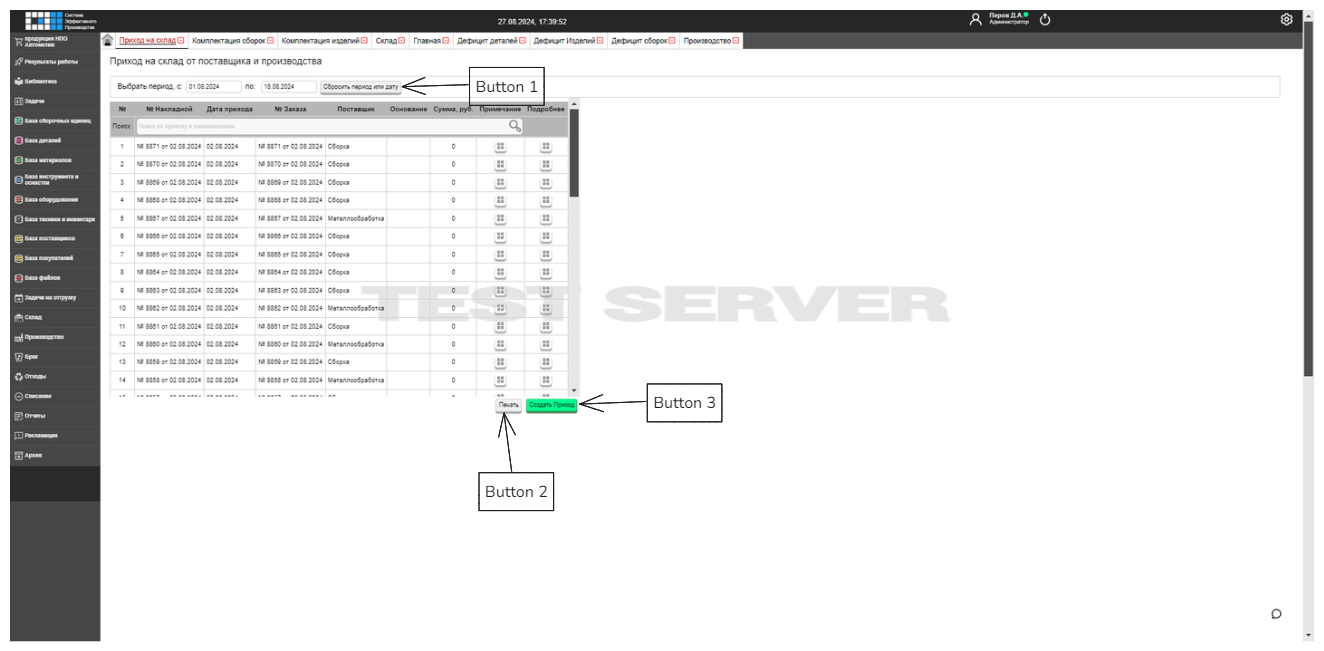 Система
Эффективного
Производства
27.08.2024, 17:39:52
Перов Д.А.
Администратор
продукции НПО
Автоматика
Результаты работы
Библиотека
Задачи
База сборочных единиц
База деталей
База материалов
База инструмента и
оснастки
База оборудования
База техники и инвентаря
База поставщиков
База покупателей
База файлов
Задачи на отгрузку
Склад
Производство
Брак
Отходы
Списание
Отчеты
Рекламация
Архив
Приход на склад Комплектация сборок Комплектация изделий Склад Главная Дефицит деталей Дефицит Изделий Дефицит сборок Производство
Приход на склад от поставщика и производства
Выбрать период, с: 01.08.2024 по: 18.08.2024 Сбросить период или дату
Button 1
№ № Накладной Дата прихода № Заказа Поставщик Основание Сумма, руб. Примечание Подробнее
Поиск: Поиск по Артикулу и Наименованию
1 № 8871 от 02.08.2024 02.08.2024 № 8871 от 02.08.2024 Сборка 0
2 № 8870 от 02.08.2024 02.08.2024 № 8870 от 02.08.2024 Сборка 0
3 № 8869 от 02.08.2024 02.08.2024 № 8869 от 02.08.2024 Сборка 0
4 № 8868 от 02.08.2024 02.08.2024 № 8868 от 02.08.2024 Сборка 0
5 № 8867 от 02.08.2024 02.08.2024 № 8867 от 02.08.2024 Металлообработка 0
6 № 8866 от 02.08.2024 02.08.2024 № 8866 от 02.08.2024 Сборка 0
7 № 8865 от 02.08.2024 02.08.2024 № 8865 от 02.08.2024 Сборка 0
8 № 8864 от 02.08.2024 02.08.2024 № 8864 от 02.08.2024 Сборка 0
9 № 8863 от 02.08.2024 02.08.2024 № 8863 от 02.08.2024 Сборка 0
10 № 8862 от 02.08.2024 02.08.2024 № 8862 от 02.08.2024 Металлообработка 0
11 № 8861 от 02.08.2024 02.08.2024 № 8861 от 02.08.2024 Сборка 0
12 № 8860 от 02.08.2024 02.08.2024 № 8860 от 02.08.2024 Металлообработка 0
13 № 8859 от 02.08.2024 02.08.2024 № 8859 от 02.08.2024 Сборка 0
14 № 8858 от 02.08.2024 02.08.2024 № 8858 от 02.08.2024 Металлообработка 0
TEST SERVER
Печать Создать Приход
Button 3
Button 2